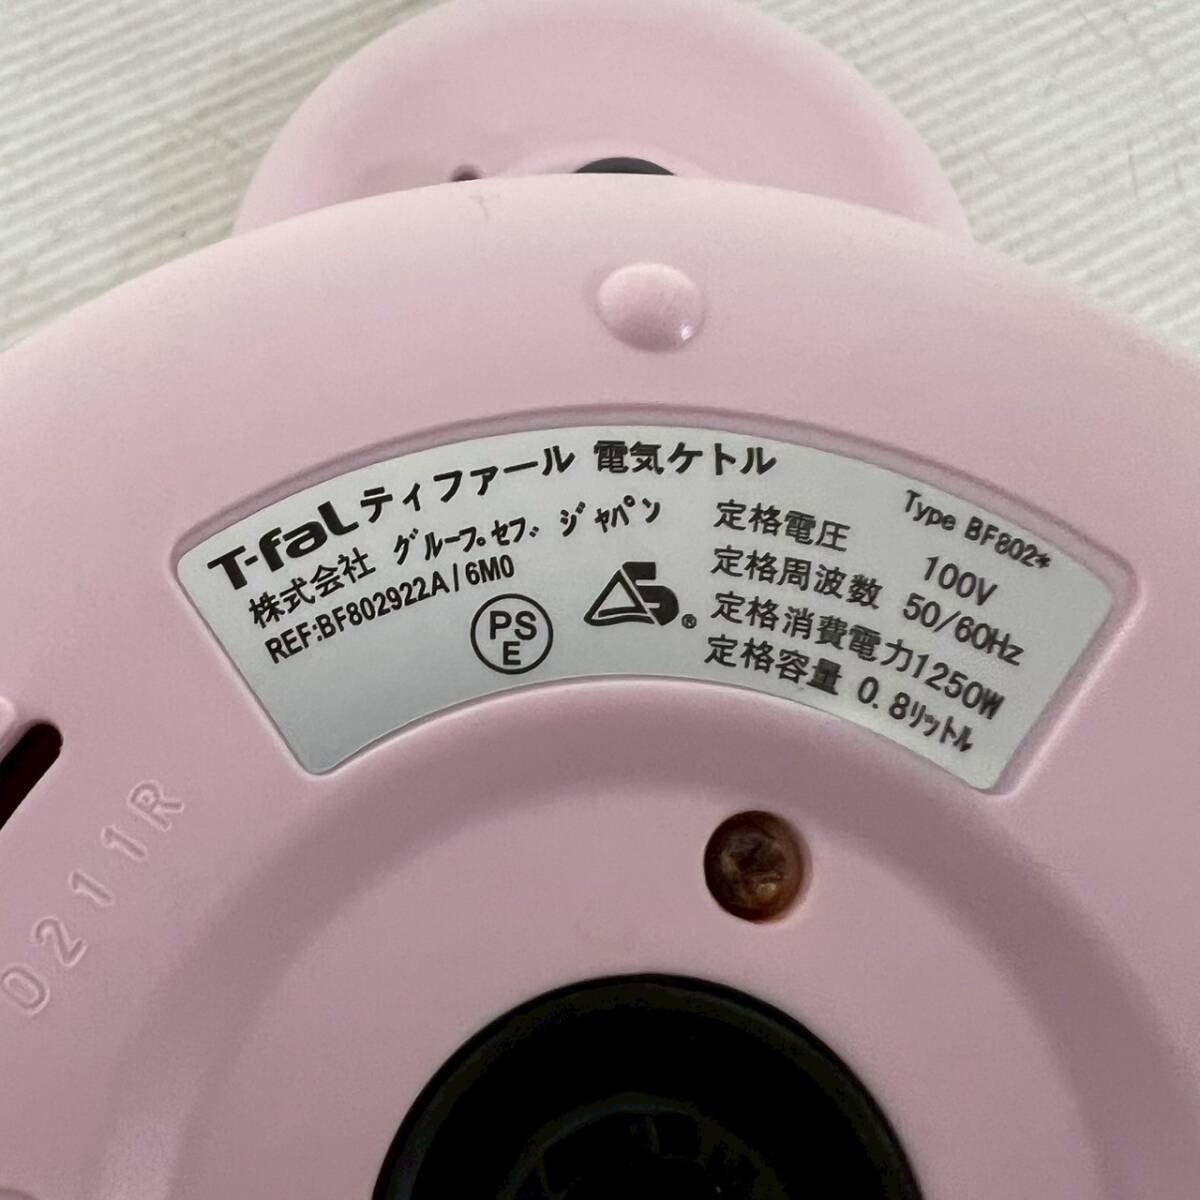 T-faL ティファール 電気ケトル
株式会社 グループセブ ジャパン
REF:BF802922A/6M0
PS
E
S
®
Type BF802*
定格電圧 100V
定格周波数 50/60Hz
定格消費電力1250W
定格容量 0.8リットル
0211R